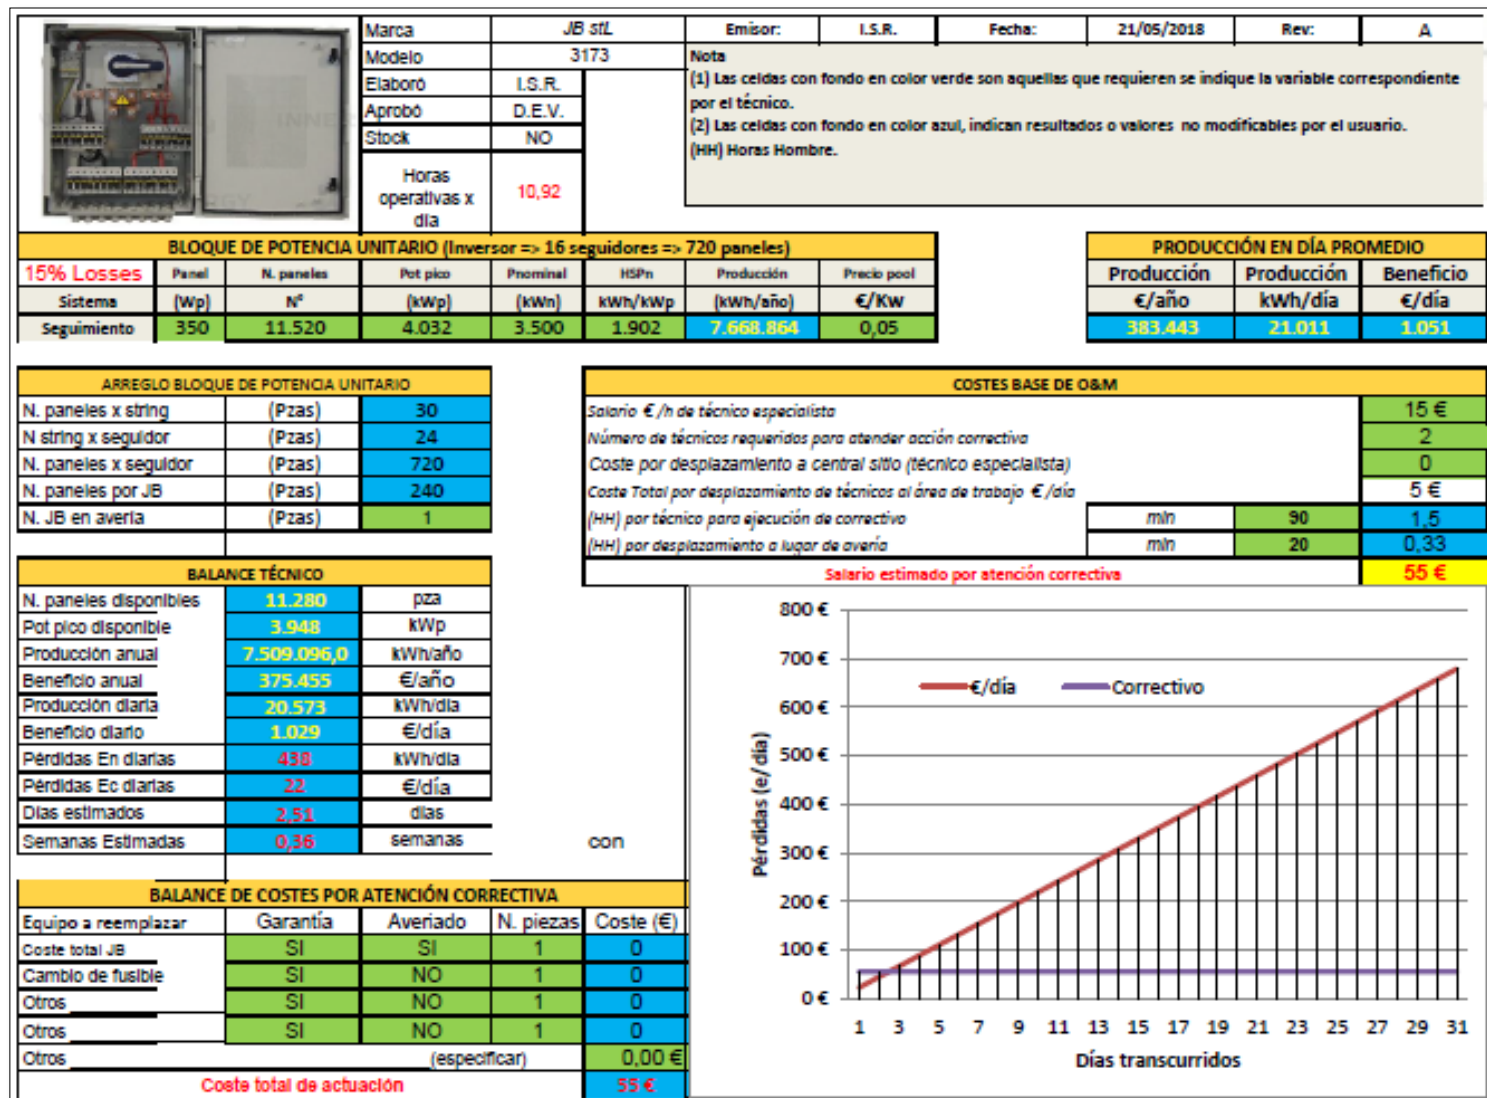 Marca JB stL Emisor: I.S.R. Fecha: 21/05/2018 Rev: A
Modelo 3173
Elaboró I.S.R.
Aprobó D.E.V.
Stock NO
Horas operativas x día 10,92
Nota
(1) Las celdas con fondo en color verde son aquellas que requieren se indique la variable correspondiente
por el técnico.
(2) Las celdas con fondo en color azul, indican resultados o valores no modificables por el usuario.
(HH) Horas Hombre.
BLOQUE DE POTENCIA UNITARIO (Inversor => 16 seguidores => 720 paneles)
15% Losses Panel N. paneles Pot pico Pnominal HSPn Producción Precio pool
Sistema (Wp) N° (kWp) (kWn) kWh/kWp (kWh/año) €/Kw
Seguimiento 350 11.520 4.032 3.500 1.902 7.668.864 0,05
PRODUCCIÓN EN DÍA PROMEDIO
Producción Producción Beneficio
€/año kWh/día €/día
383.443 21.011 1.051
ARREGLO BLOQUE DE POTENCIA UNITARIO
N. paneles x string (Pzas) 30
N string x seguidor (Pzas) 24
N. paneles x seguidor (Pzas) 720
N. paneles por JB (Pzas) 240
N. JB en avería (Pzas) 1
COSTES BASE DE O&M
Salario €/h de técnico especialista 15 €
Número de técnicos requeridos para atender acción correctiva 2
Coste por desplazamiento a central sitio (técnico especialista) 0
Coste Total por desplazamiento de técnicos al área de trabajo €/día 5 €
(HH) por técnico para ejecución de correctivo min 90 1,5
(HH) por desplazamiento a lugar de avería min 20 0,33
Salario estimado por atención correctiva 55 €
BALANCE TÉCNICO
N. paneles disponibles 11.280 pza
Pot pico disponible 3.948 kWp
Producción anual 7.509.096,0 kWh/año
Beneficio anual 375.455 €/año
Producción diaria 20.573 kWh/día
Beneficio diario 1.029 €/día
Pérdidas En diarias 438 kWh/día
Pérdidas Ec diarias 22 €/día
Días estimados 2,51 días
Semanas Estimadas 0,36 semanas con
BALANCE DE COSTES POR ATENCIÓN CORRECTIVA
Equipo a reemplazar Garantía Averiado N. piezas Coste (€)
Coste total JB SI SI 1 0
Cambio de fusible SI NO 1 0
Otros SI NO 1 0
Otros SI NO 1 0
Otros (especificar) 0,00 €
Coste total de actuación 55 €
€/día Correctivo
Pérdidas (e/día)
800 €
700 €
600 €
500 €
400 €
300 €
200 €
100 €
0 €
1 3 5 7 9 11 13 15 17 19 21 23 25 27 29 31
Días transcurridos